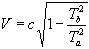 V = c√(1 − T_b²/T_a²)